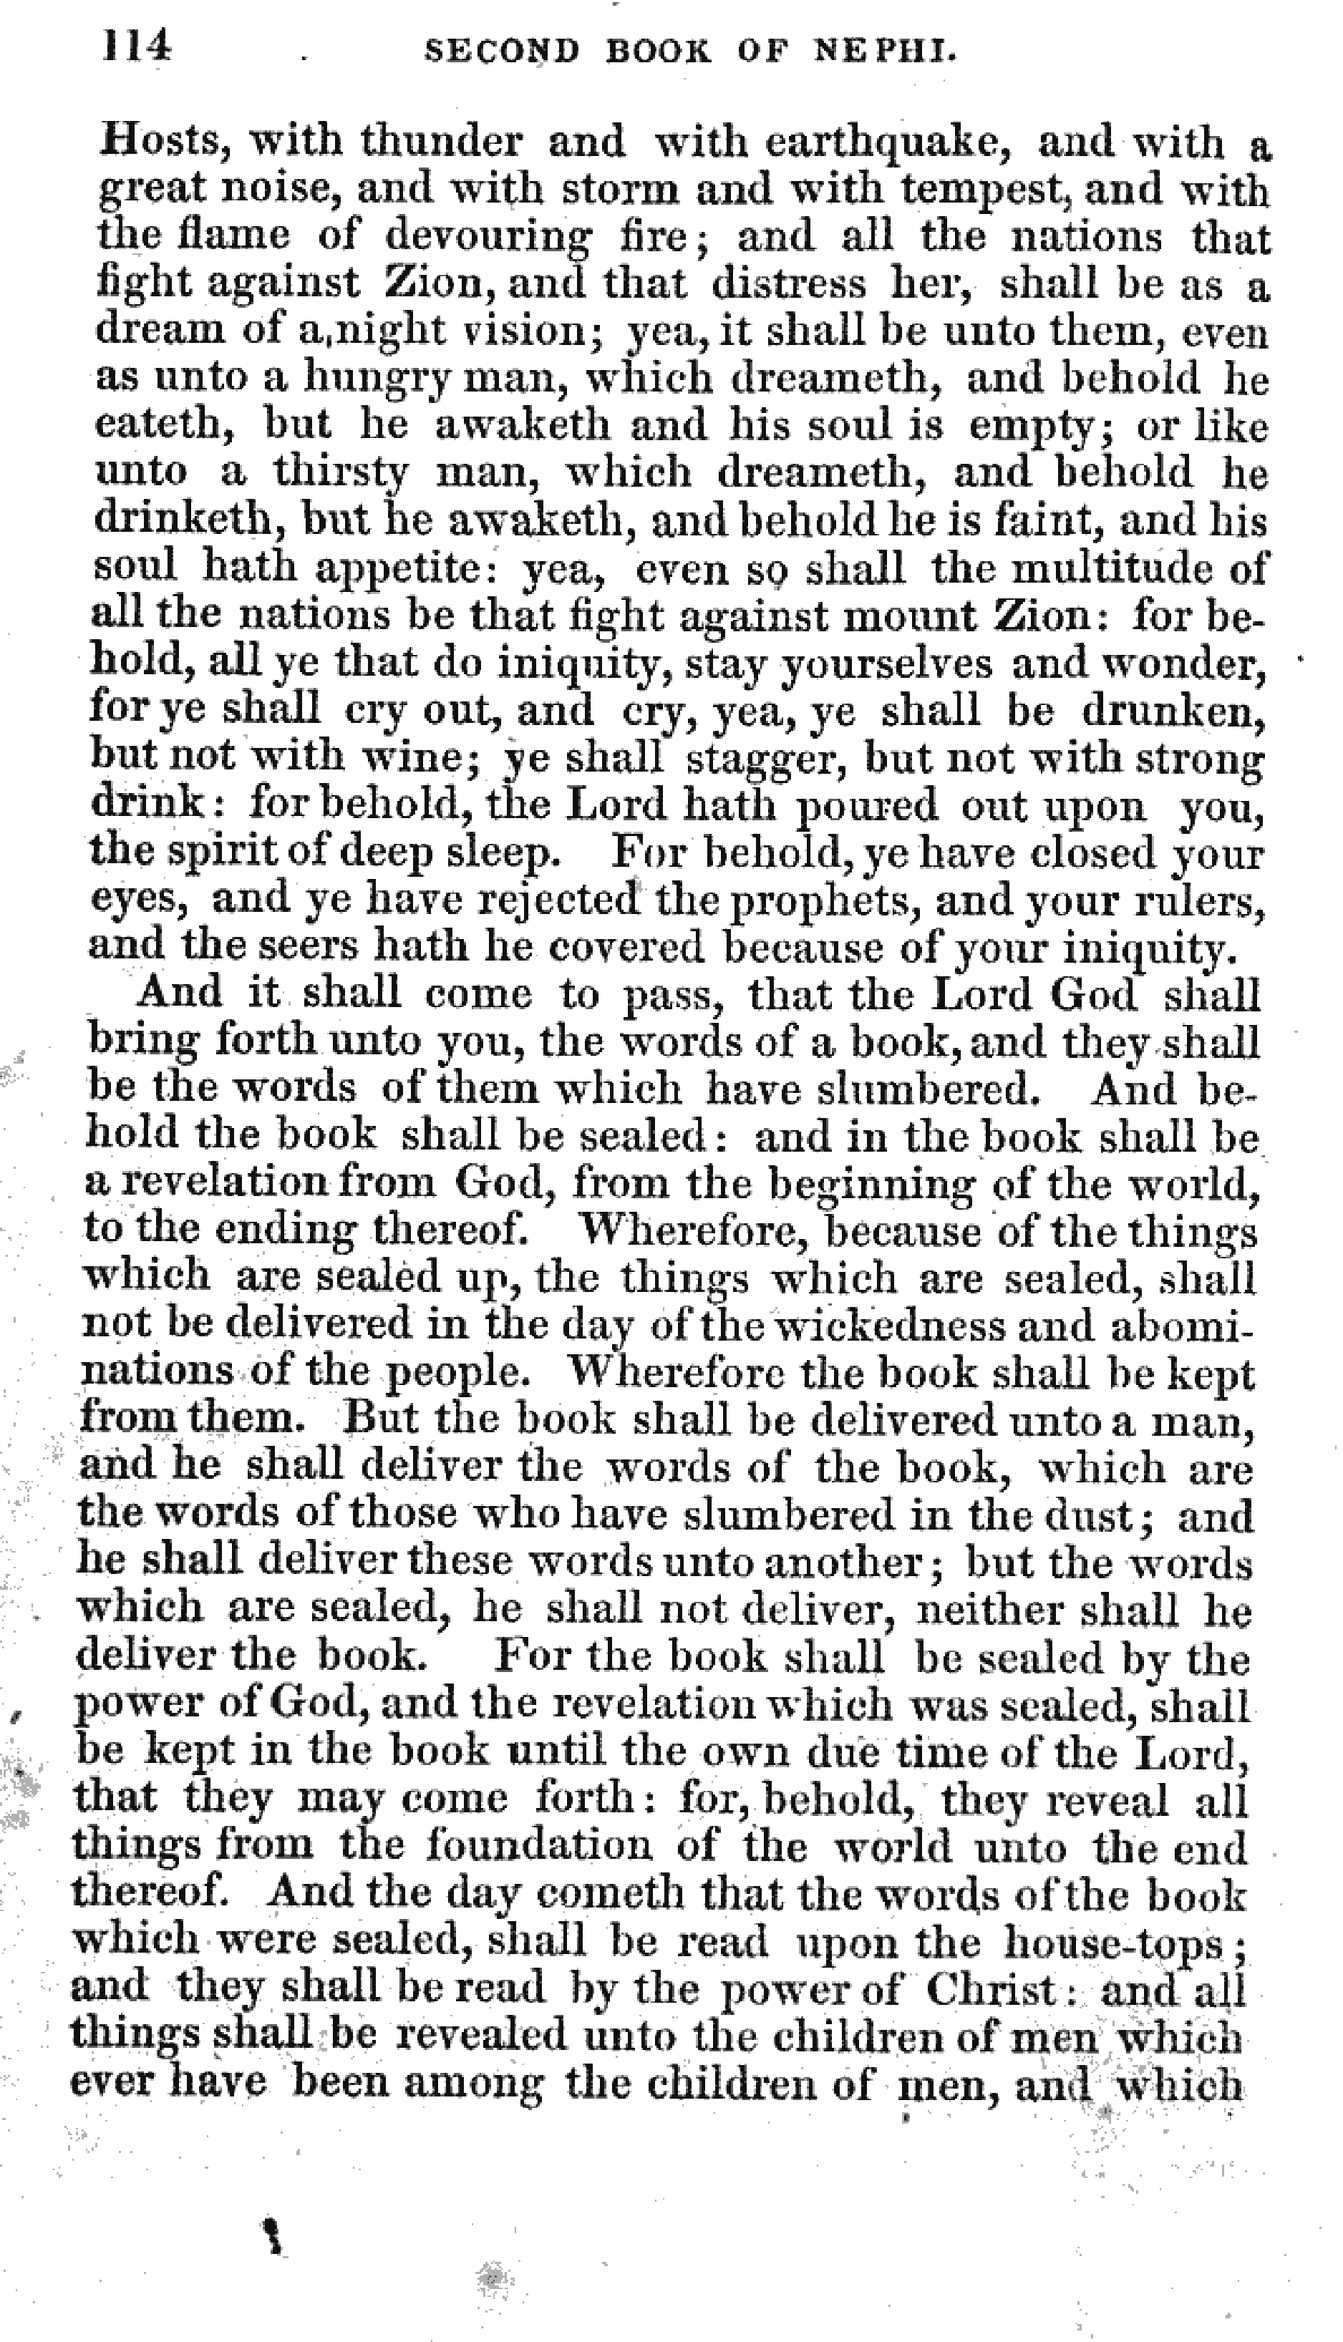 114 SECOND BOOK OF NEPHI.
Hosts, with thunder and with earthquake, and with a
great noise, and with storm and with tempest, and with
the flame of devouring fire; and all the nations that
fight against Zion, and that distress her, shall be as a
dream of a night vision; yea, it shall be unto them, even
as unto a hungry man, which dreameth, and behold he
eateth, but he awaketh and his soul is empty; or like
unto a thirsty man, which dreameth, and behold he
drinketh, but he awaketh, and behold he is faint, and his
soul hath appetite: yea, even so shall the multitude of
all the nations be that fight against mount Zion: for be-
hold, all ye that do iniquity, stay yourselves and wonder,
for ye shall cry out, and cry, yea, ye shall be drunken,
but not with wine; ye shall stagger, but not with strong
drink: for behold, the Lord hath poured out upon you,
the spirit of deep sleep. For behold, ye have closed your
eyes, and ye have rejected the prophets, and your rulers,
and the seers hath he covered because of your iniquity.
And it shall come to pass, that the Lord God shall
bring forth unto you, the words of a book, and they shall
be the words of them which have slumbered. And be-
hold the book shall be sealed: and in the book shall be
a revelation from God, from the beginning of the world,
to the ending thereof. Wherefore, because of the things
which are sealed up, the things which are sealed, shall
not be delivered in the day of the wickedness and abomi-
nations of the people. Wherefore the book shall be kept
from them. But the book shall be delivered unto a man,
and he shall deliver the words of the book, which are
the words of those who have slumbered in the dust; and
he shall deliver these words unto another; but the words
which are sealed, he shall not deliver, neither shall he
deliver the book. For the book shall be sealed by the
power of God, and the revelation which was sealed, shall
be kept in the book until the own due time of the Lord,
that they may come forth: for, behold, they reveal all
things from the foundation of the world unto the end
thereof. And the day cometh that the words of the book
which were sealed, shall be read upon the house-tops;
and they shall be read by the power of Christ: and all
things shall be revealed unto the children of men which
ever have been among the children of men, and which